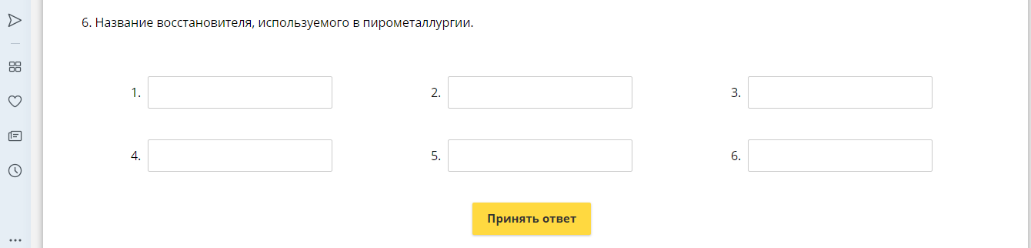 6. Название восстановителя, используемого в пирометаллургии.
1. 2. 3.
4. 5. 6.
Принять ответ